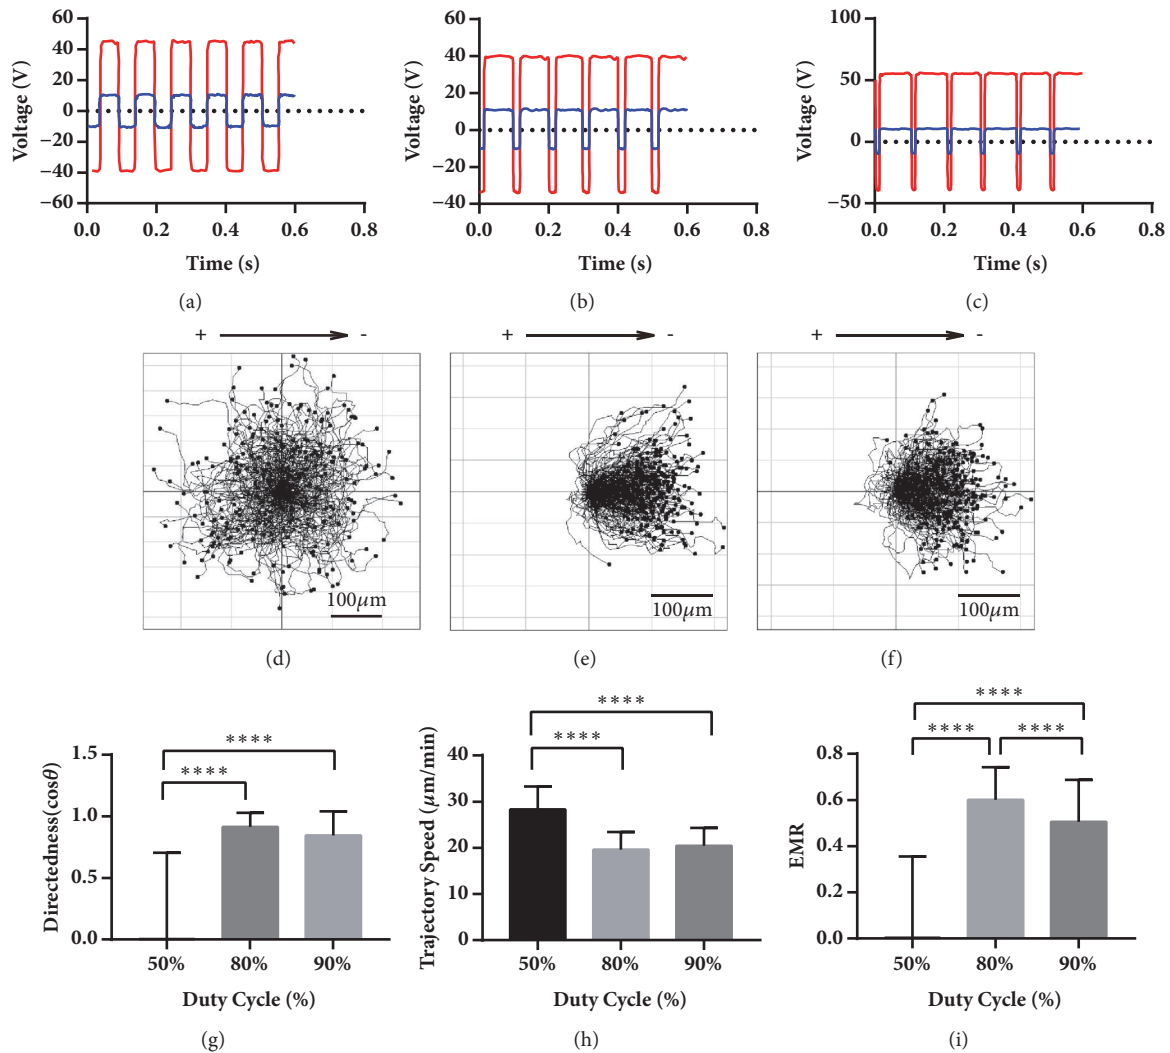 60
40
20
0
−20
−40
−60
Voltage (V)
0.0 0.2 0.4 0.6 0.8
Time (s)
(a)
60
40
20
0
−20
−40
Voltage (V)
0.0 0.2 0.4 0.6 0.8
Time (s)
(b)
100
50
0
−50
Voltage (V)
0.0 0.2 0.4 0.6 0.8
Time (s)
(c)
+ -
100μm
(d)
+ -
100μm
(e)
+ -
100μm
(f)
****
****
1.5
1.0
0.5
0.0
Directedness(cosθ)
50% 80% 90%
Duty Cycle (%)
(g)
****
****
40
30
20
10
0
Trajectory Speed (μm/min)
50% 80% 90%
Duty Cycle (%)
(h)
****
**** ****
0.8
0.6
0.4
0.2
0.0
EMR
50% 80% 90%
Duty Cycle (%)
(i)